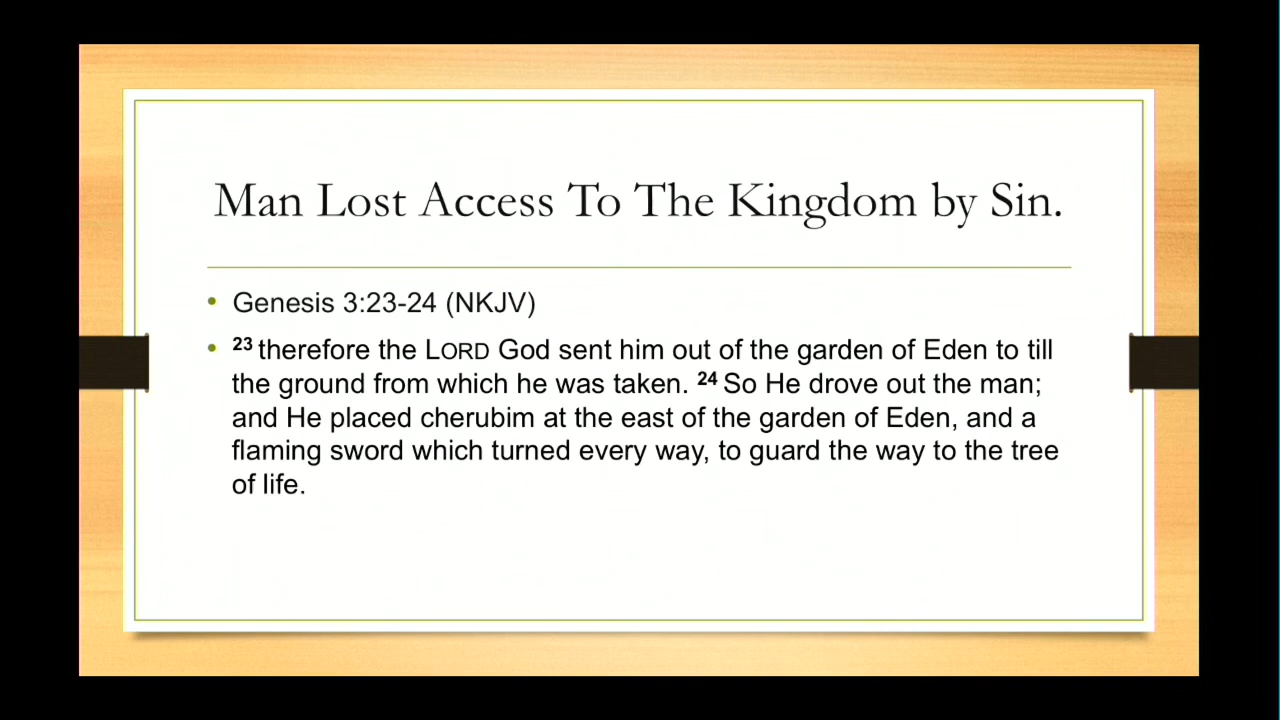 Man Lost Access To The Kingdom by Sin.
• Genesis 3:23-24 (NKJV)
• 23 therefore the LORD God sent him out of the garden of Eden to till
the ground from which he was taken. 24 So He drove out the man;
and He placed cherubim at the east of the garden of Eden, and a
flaming sword which turned every way, to guard the way to the tree
of life.